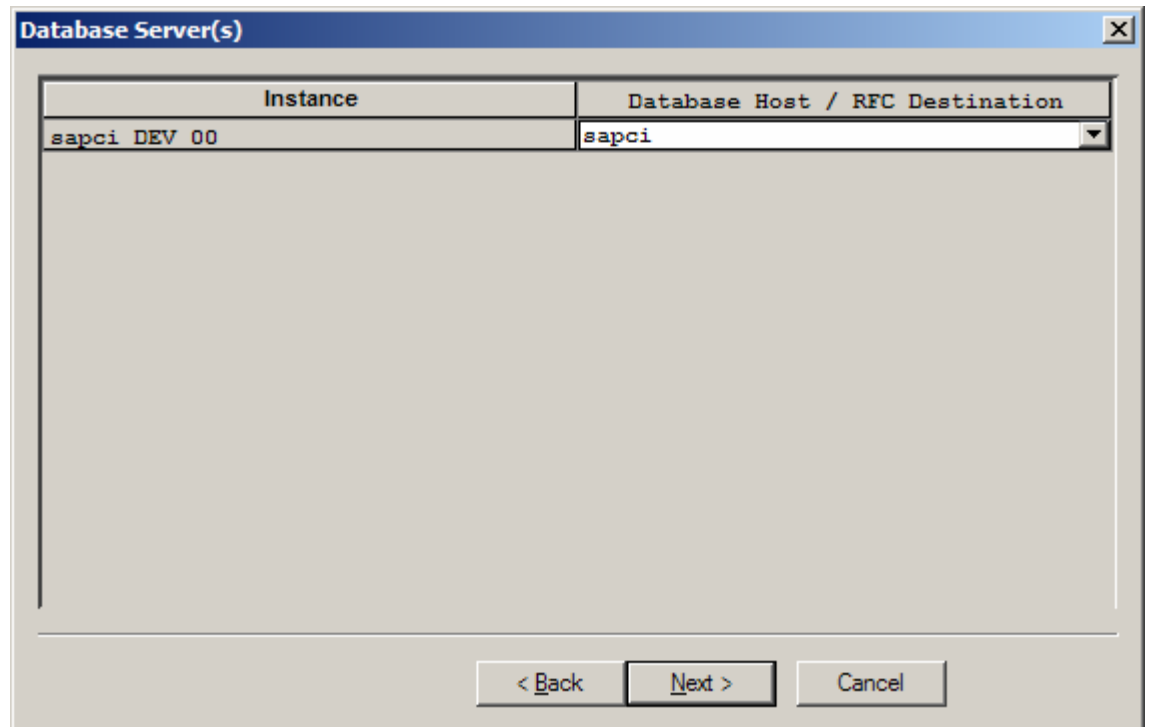 Database Server(s)
Instance
Database Host / RFC Destination
sapci DEV 00
sapci
< Back
Next >
Cancel